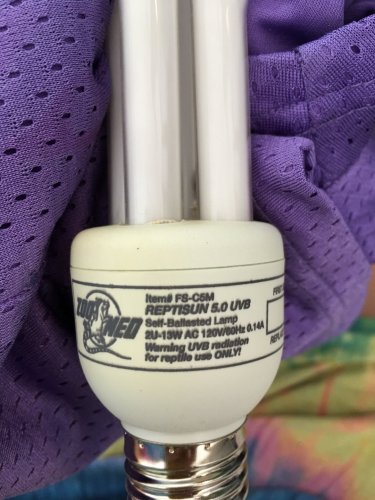 ZOO MED
Item# FS-C5M
REPTISUN 5.0 UVB
Self-Ballasted Lamp
2U-13W AC 120V/60Hz 0.14A
Warning UVB radiation
for reptile use ONLY!